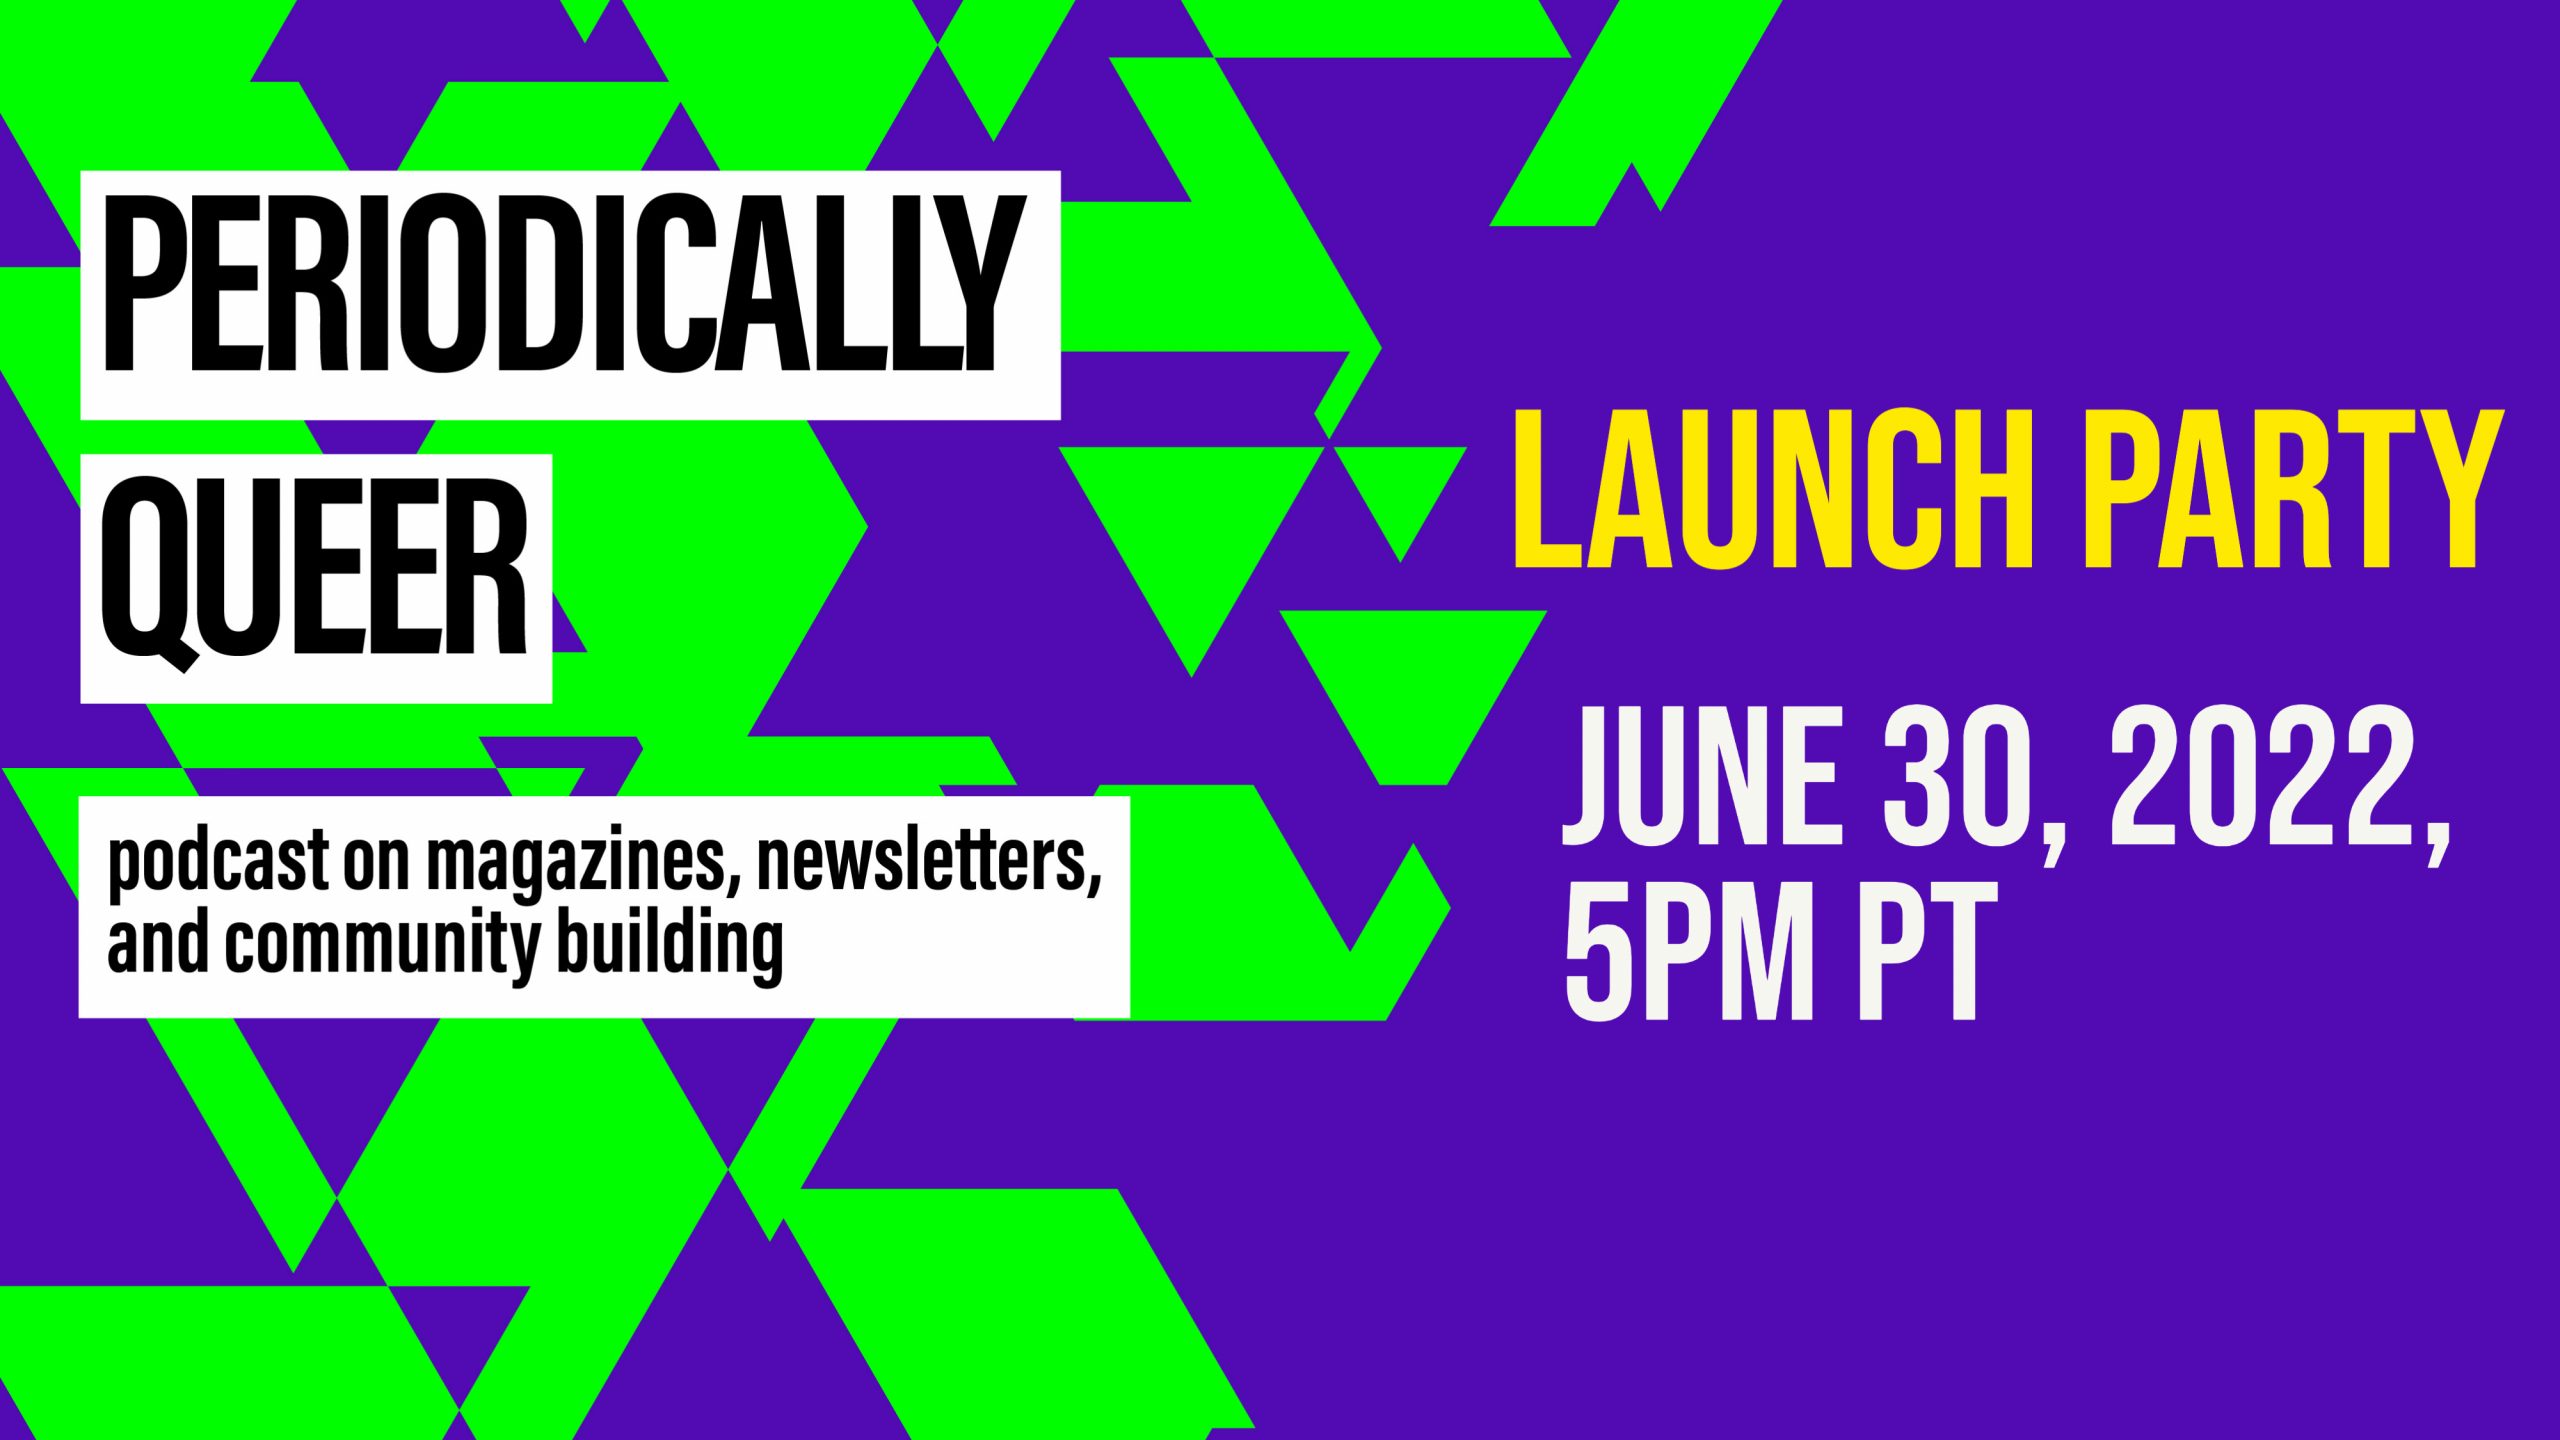 PERIODICALLY
QUEER
podcast on magazines, newsletters,
and community building
LAUNCH PARTY
JUNE 30, 2022,
5PM PT